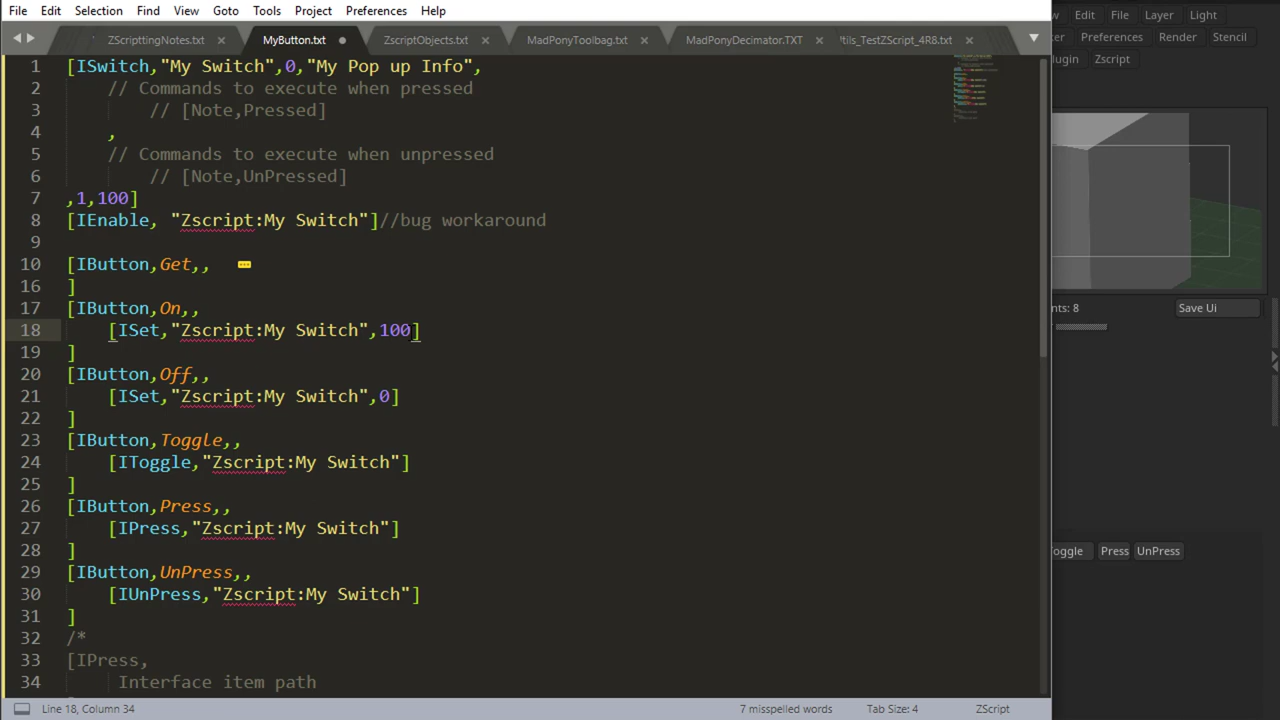 File Edit Selection Find View Goto Tools Project Preferences Help
ZScripttingNotes.txt MyButton.txt ZscriptObjects.txt MadPonyToolbag.txt MadPonyDecimator.TXT tils_TestZScript_4R8.txt
1 [ISwitch,"My Switch",0,"My Pop up Info",
2 // Commands to execute when pressed
3 // [Note,Pressed]
4 ,
5 // Commands to execute when unpressed
6 // [Note,UnPressed]
7 ,1,100]
8 [IEnable, "Zscript:My Switch"]//bug workaround
9
10 [IButton,Get,,
16 ]
17 [IButton,On,,
18 [ISet,"Zscript:My Switch",100]
19 ]
20 [IButton,Off,,
21 [ISet,"Zscript:My Switch",0]
22 ]
23 [IButton,Toggle,,
24 [IToggle,"Zscript:My Switch"]
25 ]
26 [IButton,Press,,
27 [IPress,"Zscript:My Switch"]
28 ]
29 [IButton,UnPress,,
30 [IUnPress,"Zscript:My Switch"]
31 ]
32 /*
33 [IPress,
34 Interface item path
Line 18, Column 34 7 misspelled words Tab Size: 4 ZScript
w Edit File Layer Light
ter Preferences Render Stencil
lugin Zscript
nts: 8 Save Ui
oggle Press UnPress